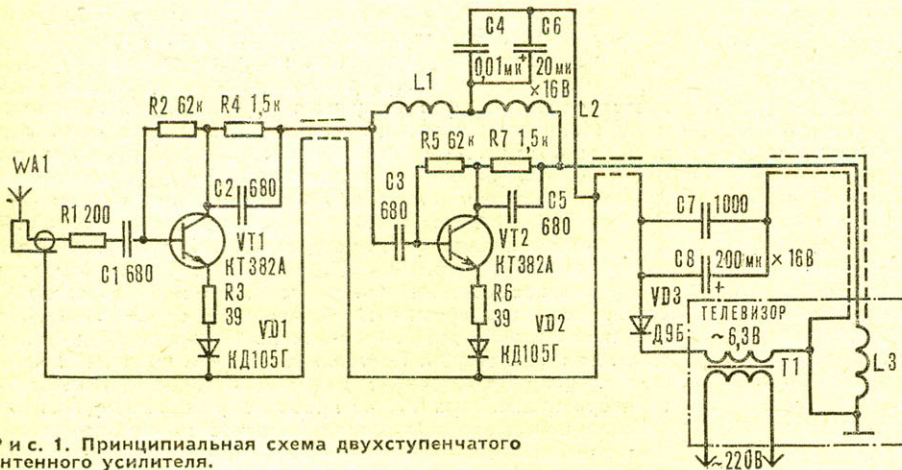 C4 C6
0,01мк + 20мк
×16В
L1
L2
R2 62к R4 1,5к
R5 62к R7 1,5к
WA1
C2 680
C3
680
C5
680
R1 200
C1 680
VT1
КТ382А
VT2
КТ382А
R3
39
R6
39
VD1
КД105Г
VD2
КД105Г
C7 1000
C8 200мк × 16В
+
VD3
Д9Б
ТЕЛЕВИЗОР
~6,3В
T1
L3
~220В
Рис. 1. Принципиальная схема двухступенчатого
нтенного усилителя.